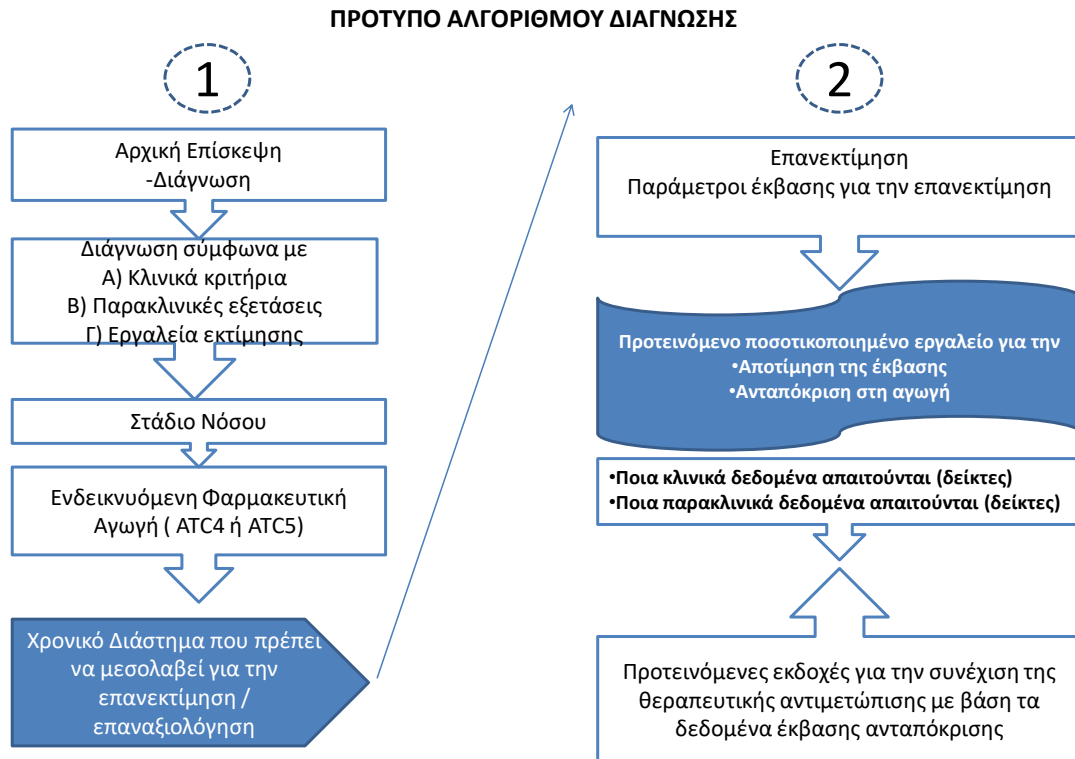 ΠΡΟΤΥΠΟ ΑΛΓΟΡΙΘΜΟΥ ΔΙΑΓΝΩΣΗΣ
1
Αρχική Επίσκεψη
-Διάγνωση
Διάγνωση σύμφωνα με
Α) Κλινικά κριτήρια
Β) Παρακλινικές εξετάσεις
Γ) Εργαλεία εκτίμησης
Στάδιο Νόσου
Ενδεικνυόμενη Φαρμακευτική
Αγωγή ( ATC4 ή ATC5)
Χρονικό Διάστημα που πρέπει
να μεσολαβεί για την
επανεκτίμηση /
επαναξιολόγηση
2
Επανεκτίμηση
Παράμετροι έκβασης για την επανεκτίμηση
Προτεινόμενο ποσοτικοποιημένο εργαλείο για την
•Αποτίμηση της έκβασης
•Ανταπόκριση στη αγωγή
•Ποια κλινικά δεδομένα απαιτούνται (δείκτες)
•Ποια παρακλινικά δεδομένα απαιτούνται (δείκτες)
Προτεινόμενες εκδοχές για την συνέχιση της
θεραπευτικής αντιμετώπισης με βάση τα
δεδομένα έκβασης ανταπόκρισης